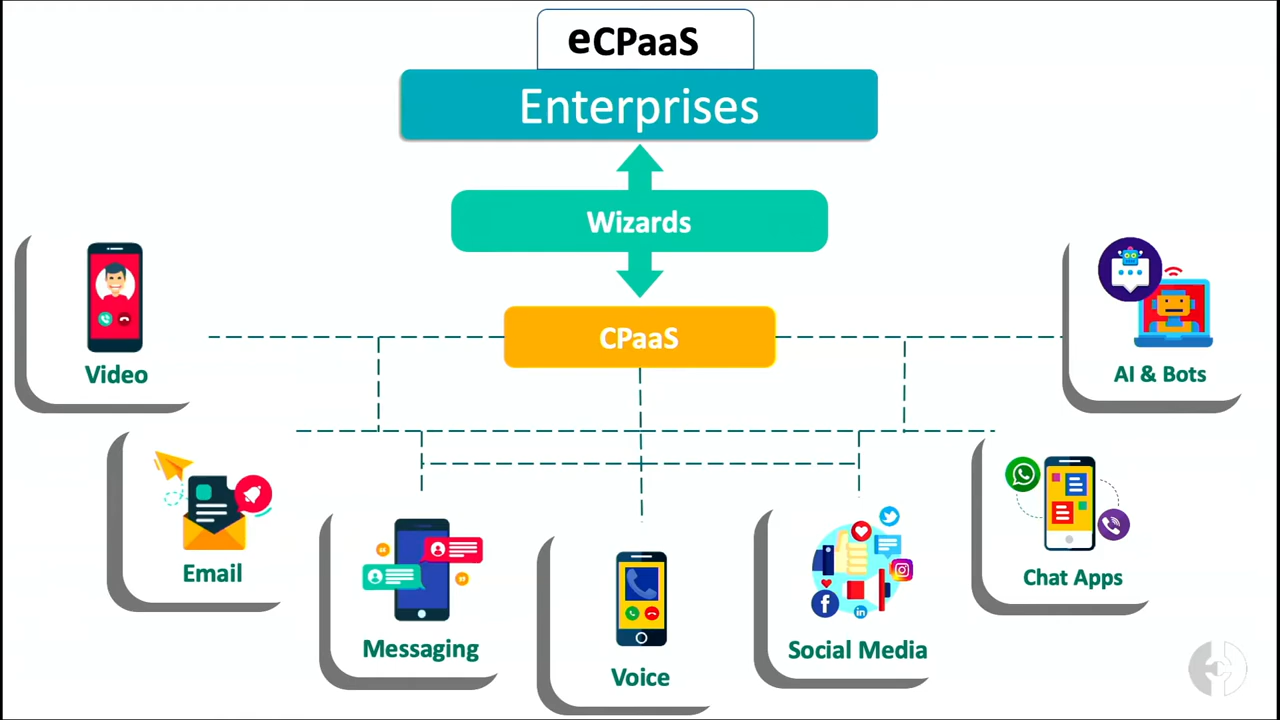 eCPaaS
Enterprises
Wizards
CPaaS
Video
AI & Bots
Email
Chat Apps
Messaging
Voice
Social Media